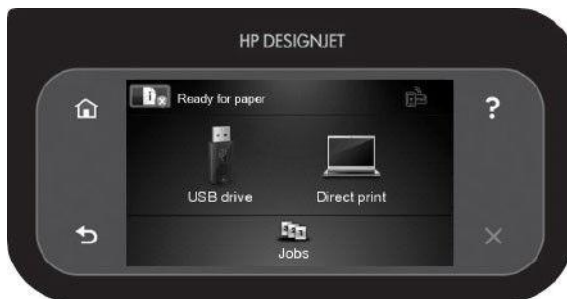 HP DESIGNJET
Ready for paper
?
USB drive
Direct print
Jobs